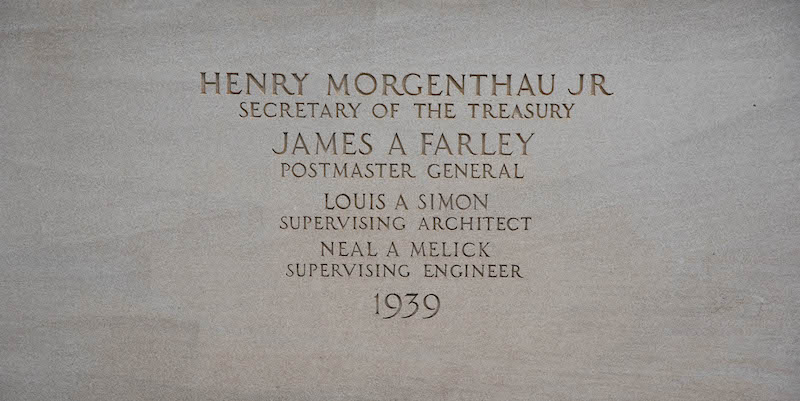 HENRY MORGENTHAU JR
SECRETARY OF THE TREASURY
JAMES A FARLEY
POSTMASTER GENERAL
LOUIS A SIMON
SUPERVISING ARCHITECT
NEAL A MELICK
SUPERVISING ENGINEER
1939